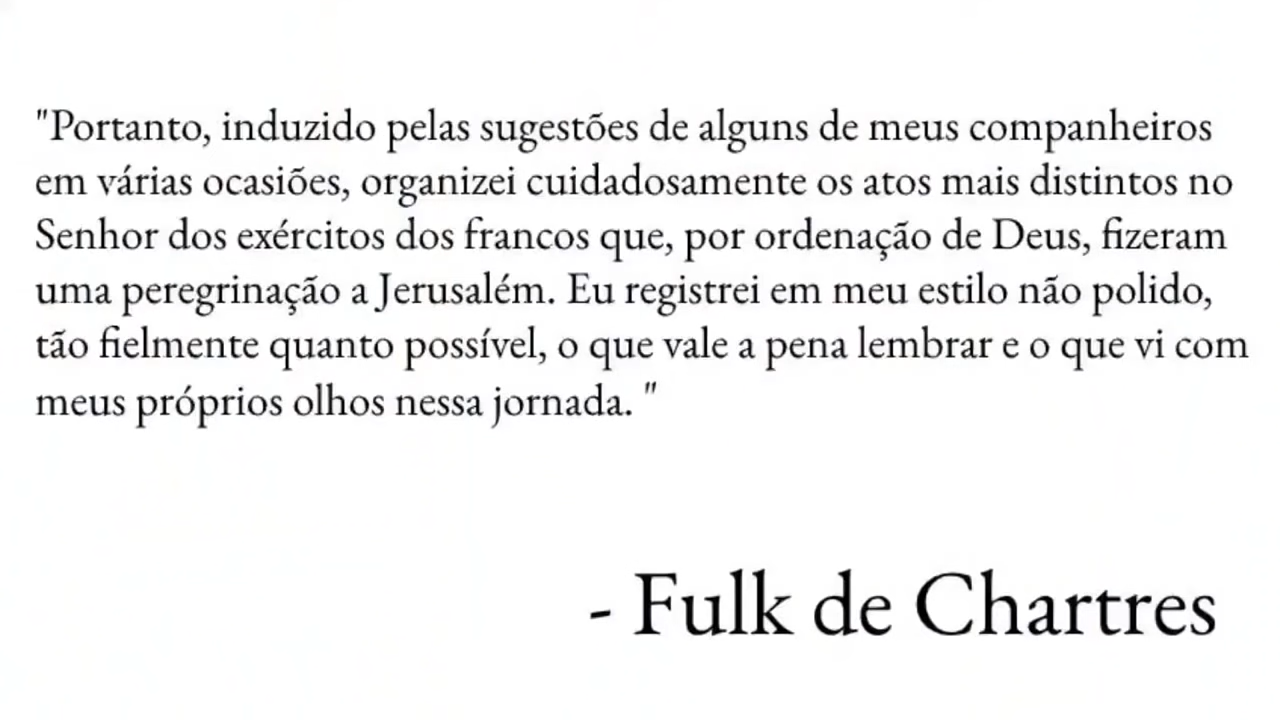 "Portanto, induzido pelas sugestões de alguns de meus companheiros
em várias ocasiões, organizei cuidadosamente os atos mais distintos no
Senhor dos exércitos dos francos que, por ordenação de Deus, fizeram
uma peregrinação a Jerusalém. Eu registrei em meu estilo não polido,
tão fielmente quanto possível, o que vale a pena lembrar e o que vi com
meus próprios olhos nessa jornada. "
- Fulk de Chartres